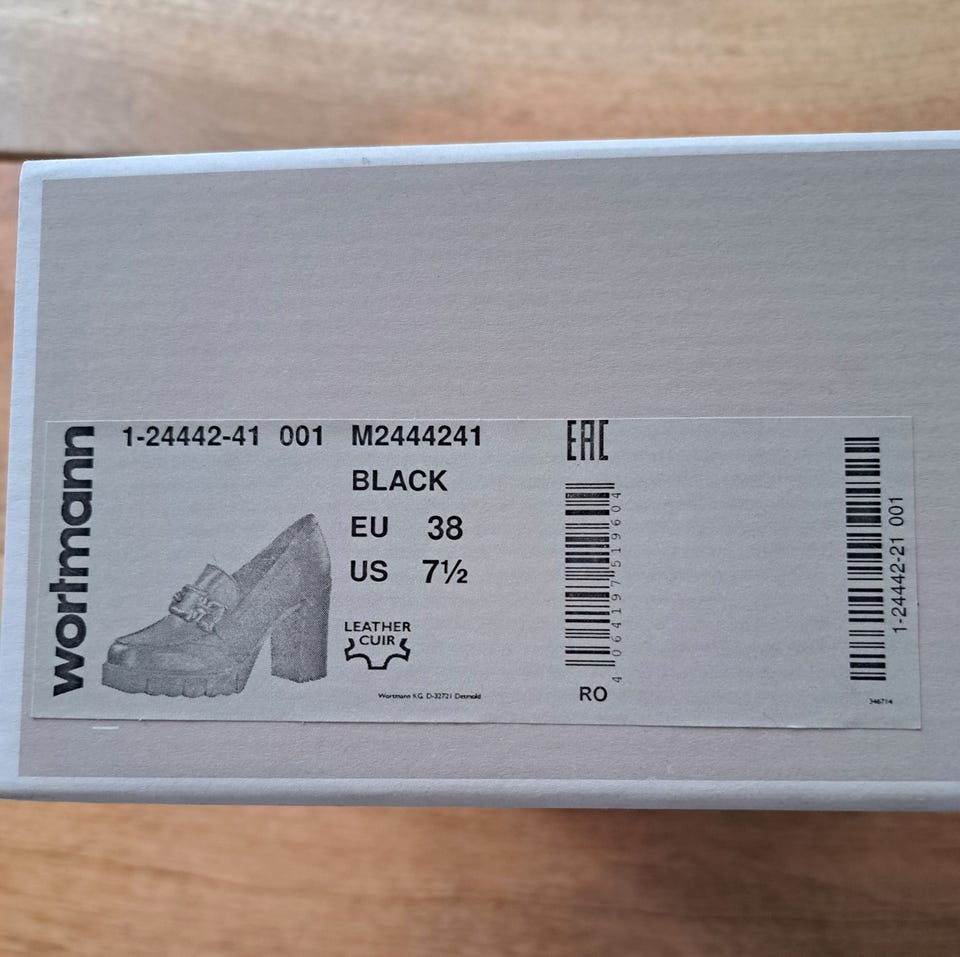 wortmann
1-24442-41 001 M2444241
BLACK
EU 38
US 7½
LEATHER
CUIR
Wortmann KG, D-32721 Detmold
EAC
4 064197 519604
RO
1-24442-21 001
346714